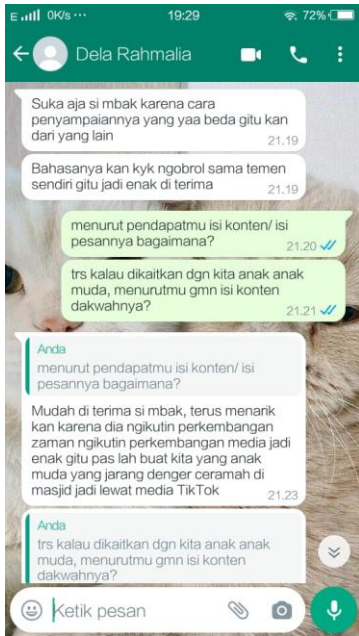 E 0K/s ··· 19:29 72%
Dela Rahmalia
Suka aja si mbak karena cara
penyampaiannya yang yaa beda gitu kan
dari yang lain
21.19
Bahasanya kan kyk ngobrol sama temen
sendiri gitu jadi enak di terima
21.19
menurut pendapatmu isi konten/ isi
pesannya bagaimana?
21.20
trs kalau dikaitkan dgn kita anak anak
muda, menurutmu gmn isi konten
dakwahnya?
21.21
Anda
menurut pendapatmu isi konten/ isi
pesannya bagaimana?
Mudah di terima si mbak, terus menarik
kan karena dia ngikutin perkembangan
zaman ngikutin perkembangan media jadi
enak gitu pas lah buat kita yang anak
muda yang jarang denger ceramah di
masjid jadi lewat media TikTok
21.23
Anda
trs kalau dikaitkan dgn kita anak anak
muda, menurutmu gmn isi konten
dakwahnya?
Ketik pesan